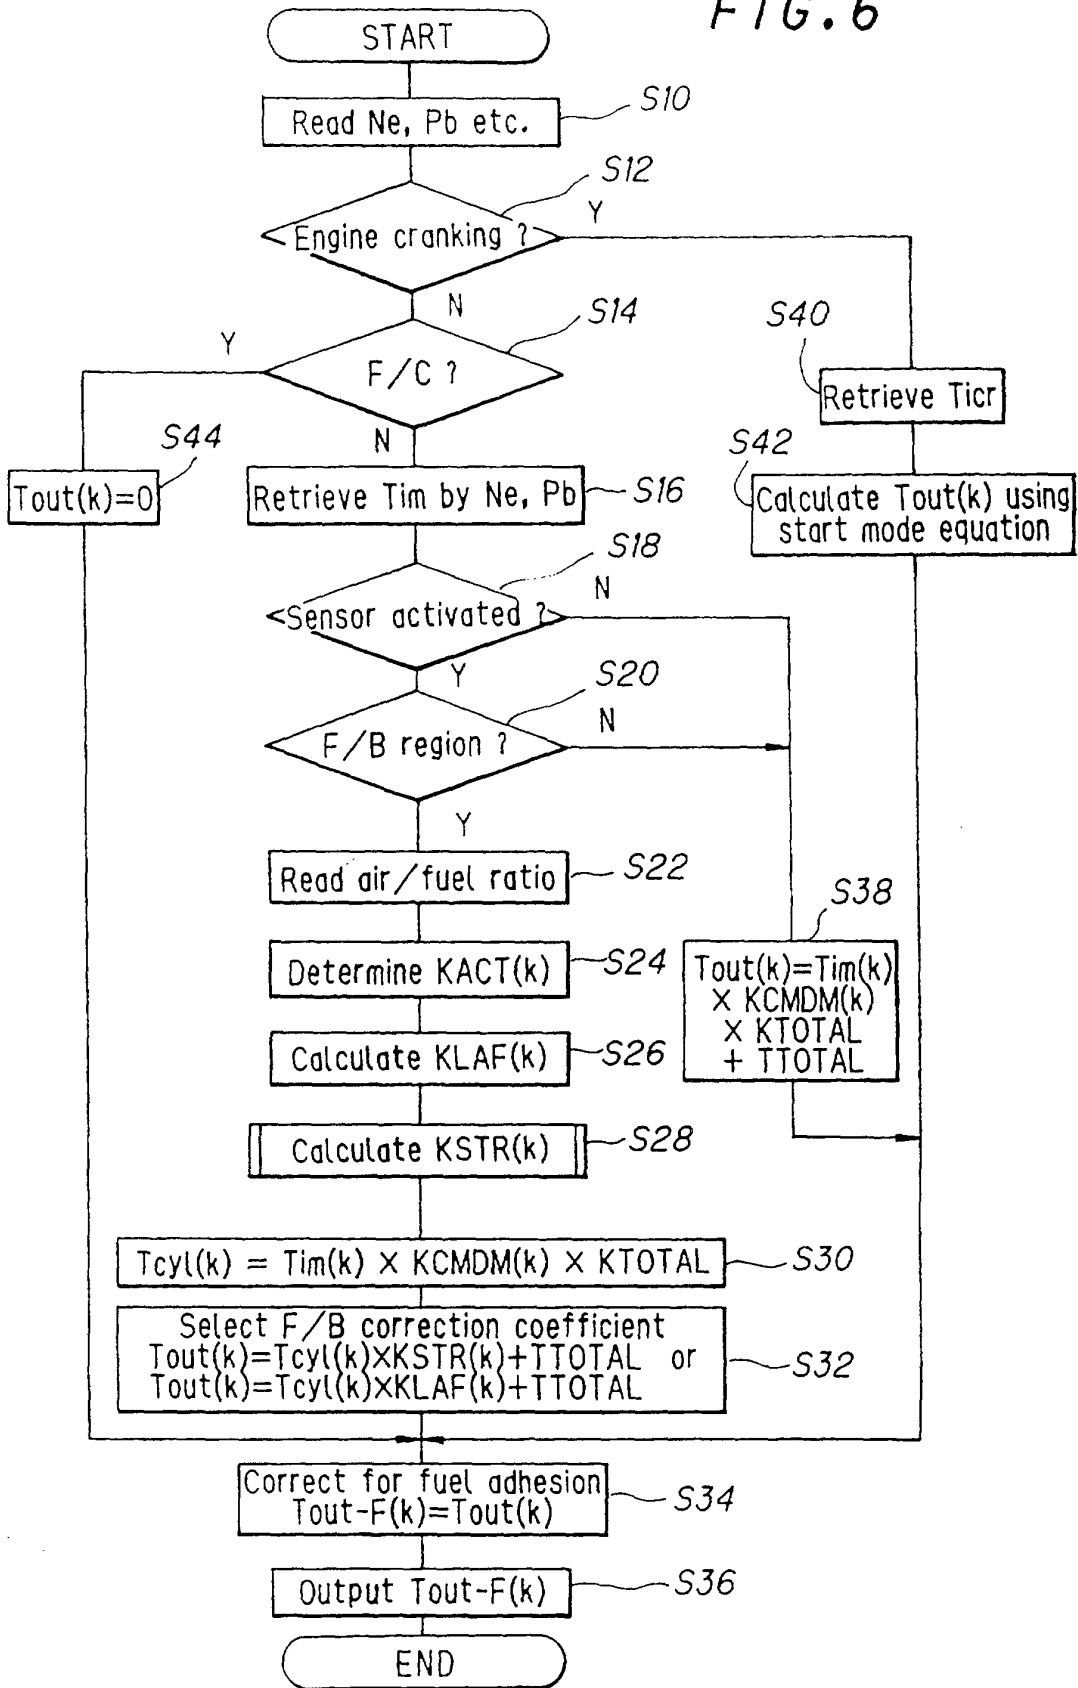 FIG.6
START
Read Ne, Pb etc.
S10
S12
Engine cranking ?
Y
N
S14
F/C ?
Y
N
S40
Retrieve Ticr
S42
Calculate Tout(k) using
start mode equation
S44
Tout(k)=0
Retrieve Tim by Ne, Pb
S16
S18
Sensor activated ?
N
Y
S20
F/B region ?
N
Y
Read air/fuel ratio
S22
Determine KACT(k)
S24
Calculate KLAF(k)
S26
Calculate KSTR(k)
S28
S38
Tout(k)=Tim(k)
× KCMDM(k)
× KTOTAL
+ TTOTAL
Tcyl(k) = Tim(k) × KCMDM(k) × KTOTAL
S30
Select F/B correction coefficient
Tout(k)=Tcyl(k)×KSTR(k)+TTOTAL or
Tout(k)=Tcyl(k)×KLAF(k)+TTOTAL
S32
Correct for fuel adhesion
Tout-F(k)=Tout(k)
S34
Output Tout-F(k)
S36
END